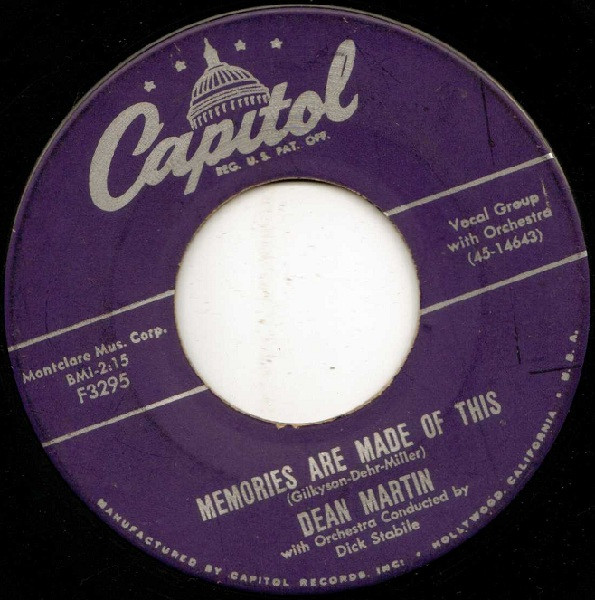 Capitol
REG. U.S. PAT. OFF.
Vocal Group
with Orchestra
(45-14643)
Montclare Mus. Corp.
BMI-2:15
F3295
MEMORIES ARE MADE OF THIS
(Gilkyson-Dehr-Miller)
DEAN MARTIN
with Orchestra Conducted by
Dick Stabile
MANUFACTURED BY CAPITOL RECORDS, INC. • HOLLYWOOD, CALIFORNIA • U.S.A.